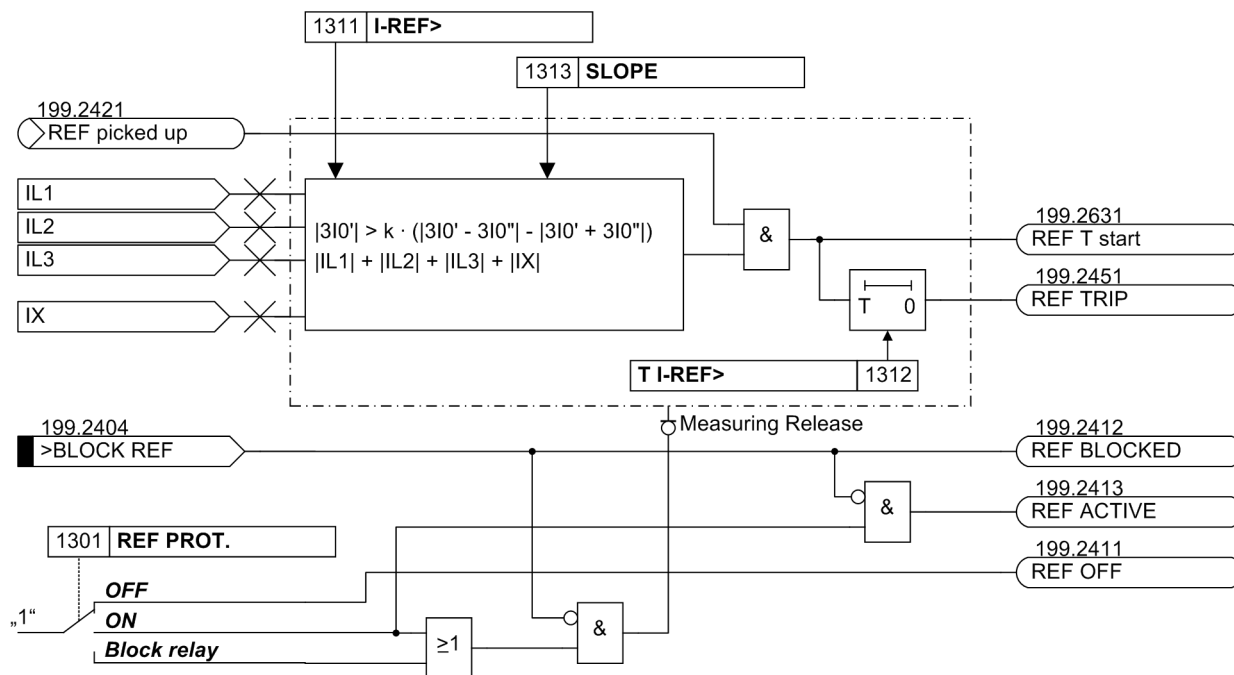 1311 I-REF>
1313 SLOPE
199.2421
REF picked up
IL1
IL2
IL3
IX
|3I0'| > k · (|3I0' - 3I0"| - |3I0' + 3I0"|)
|IL1| + |IL2| + |IL3| + |IX|
&
199.2631
REF T start
199.2451
REF TRIP
T 0
T I-REF> 1312
Measuring Release
199.2404
>BLOCK REF
199.2412
REF BLOCKED
&
199.2413
REF ACTIVE
1301 REF PROT.
199.2411
REF OFF
OFF
„1“
ON
Block relay
≥1
&